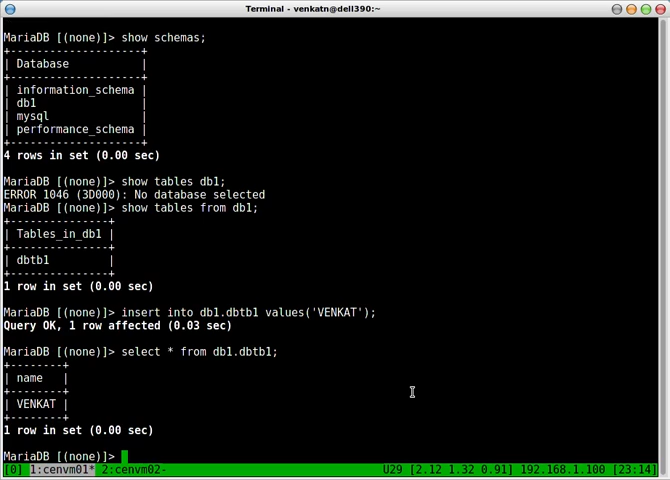 Terminal - venkatn@dell390:~
MariaDB [(none)]> show schemas;
+--------------------+
| Database           |
+--------------------+
| information_schema |
| db1                |
| mysql              |
| performance_schema |
+--------------------+
4 rows in set (0.00 sec)
MariaDB [(none)]> show tables db1;
ERROR 1046 (3D000): No database selected
MariaDB [(none)]> show tables from db1;
+---------------+
| Tables_in_db1 |
+---------------+
| dbtb1         |
+---------------+
1 row in set (0.00 sec)
MariaDB [(none)]> insert into db1.dbtb1 values('VENKAT');
Query OK, 1 row affected (0.03 sec)
MariaDB [(none)]> select * from db1.dbtb1;
+--------+
| name   |
+--------+
| VENKAT |
+--------+
1 row in set (0.00 sec)
MariaDB [(none)]>
[0] 1:cenvm01* 2:cenvm02- U29 [2.12 1.32 0.91] 192.168.1.100 [23:14]